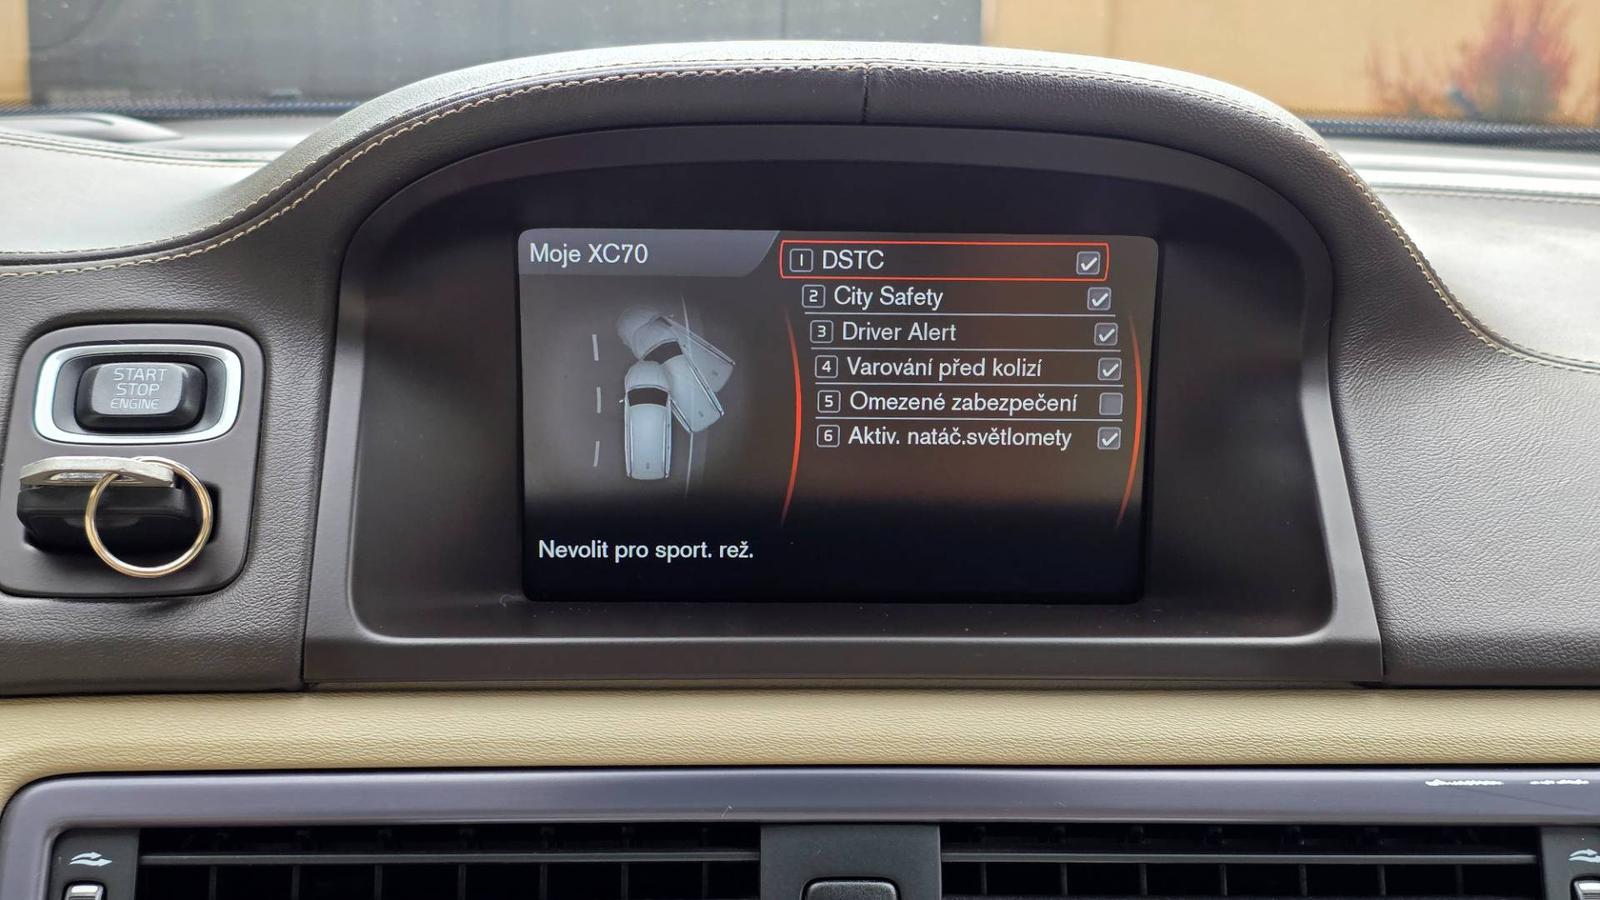 Moje XC70
1 DSTC
2 City Safety
3 Driver Alert
4 Varování před kolizí
5 Omezené zabezpečení
6 Aktiv. natáč.světlomety
Nevolit pro sport. rež.
START
STOP
ENGINE